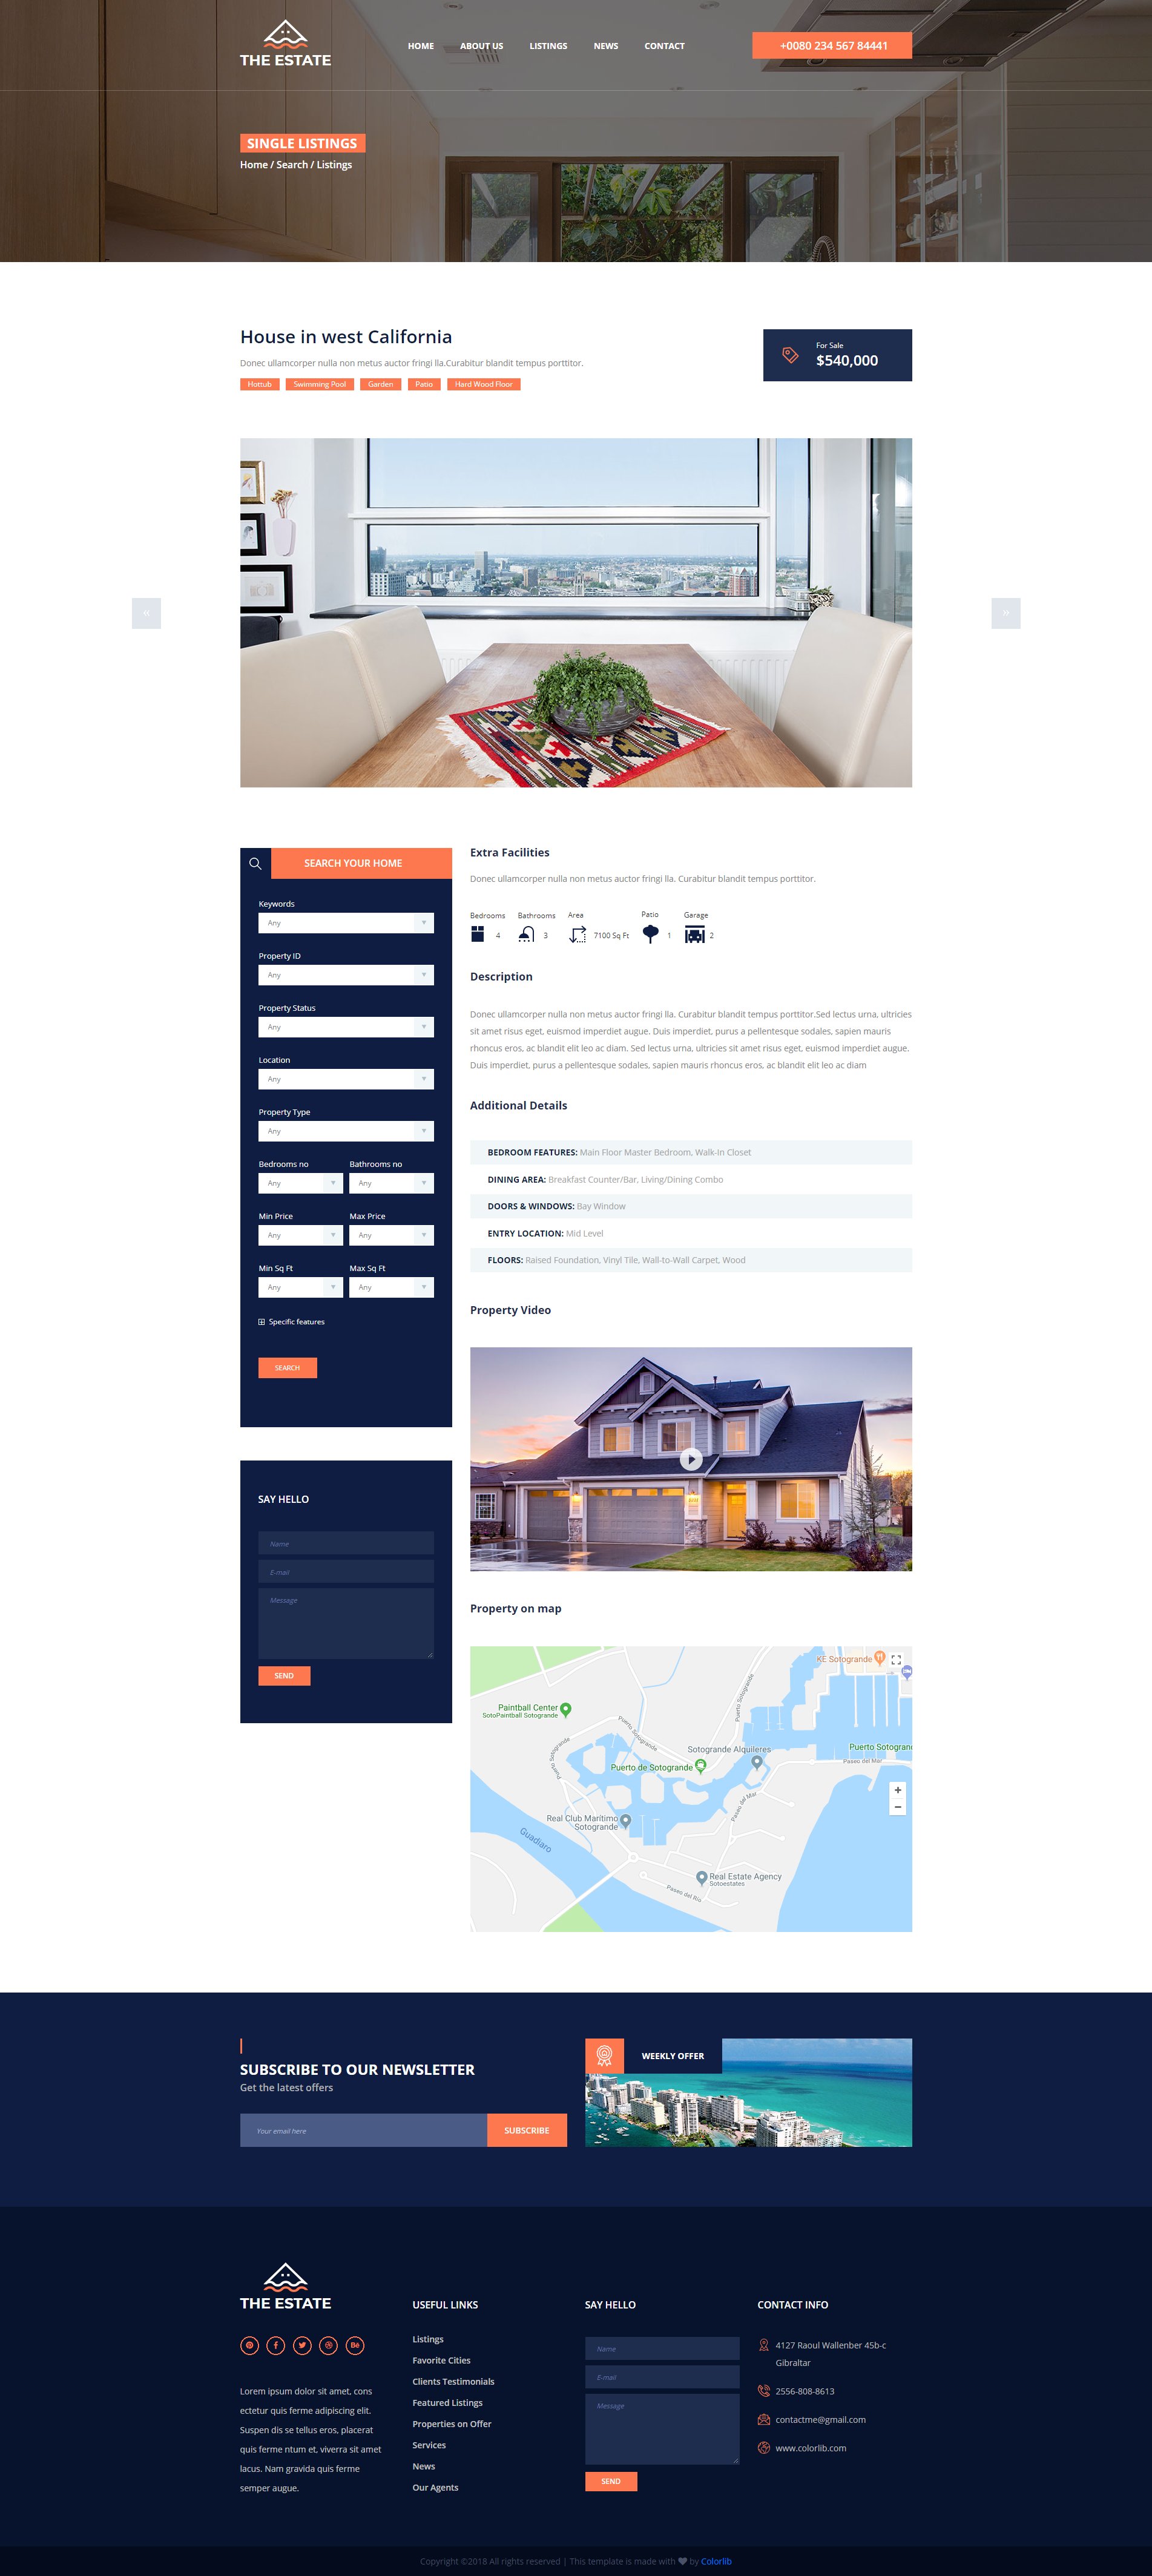 THE ESTATE
HOME ABOUT US LISTINGS NEWS CONTACT
+0080 234 567 84441
SINGLE LISTINGS
Home / Search / Listings
House in west California
Donec ullamcorper nulla non metus auctor fringi lla.Curabitur blandit tempus porttitor.
Hottub Swimming Pool Garden Patio Hard Wood Floor
For Sale
$540,000
«
»
SEARCH YOUR HOME
Keywords
Any
Property ID
Any
Property Status
Any
Location
Any
Property Type
Any
Bedrooms no Bathrooms no
Any Any
Min Price Max Price
Any Any
Min Sq Ft Max Sq Ft
Any Any
Specific features
SEARCH
SAY HELLO
Name
E-mail
Message
SEND
Extra Facilities
Donec ullamcorper nulla non metus auctor fringi lla. Curabitur blandit tempus porttitor.
Bedrooms Bathrooms Area Patio Garage
4 3 7100 Sq Ft 1 2
Description
Donec ullamcorper nulla non metus auctor fringi lla. Curabitur blandit tempus porttitor.Sed lectus urna, ultricies
sit amet risus eget, euismod imperdiet augue. Duis imperdiet, purus a pellentesque sodales, sapien mauris
rhoncus eros, ac blandit elit leo ac diam. Sed lectus urna, ultricies sit amet risus eget, euismod imperdiet augue.
Duis imperdiet, purus a pellentesque sodales, sapien mauris rhoncus eros, ac blandit elit leo ac diam
Additional Details
BEDROOM FEATURES: Main Floor Master Bedroom, Walk-In Closet
DINING AREA: Breakfast Counter/Bar, Living/Dining Combo
DOORS & WINDOWS: Bay Window
ENTRY LOCATION: Mid Level
FLOORS: Raised Foundation, Vinyl Tile, Wall-to-Wall Carpet, Wood
Property Video
Property on map
KE Sotogrande
Paintball Center
SotoPaintball Sotogrande
Puerto Sotogrande
Puerto Sotogrande
Puerto Sotogrande
Sotogrande Alquileres
Puerto Sotogran
Paseo del Mar
Puerto de Sotogrande
Paseo del Mar
Real Club Marítimo
Sotogrande
Guadiaro
Real Estate Agency
Sotoestates
Paseo del Río
+
−
SUBSCRIBE TO OUR NEWSLETTER
Get the latest offers
Your email here
SUBSCRIBE
WEEKLY OFFER
THE ESTATE
Lorem ipsum dolor sit amet, cons
ectetur quis ferme adipiscing elit.
Suspen dis se tellus eros, placerat
quis ferme ntum et, viverra sit amet
lacus. Nam gravida quis ferme
semper augue.
USEFUL LINKS
Listings
Favorite Cities
Clients Testimonials
Featured Listings
Properties on Offer
Services
News
Our Agents
SAY HELLO
Name
E-mail
Message
SEND
CONTACT INFO
4127 Raoul Wallenber 45b-c
Gibraltar
2556-808-8613
contactme@gmail.com
www.colorlib.com
Copyright ©2018 All rights reserved | This template is made with ♥ by Colorlib